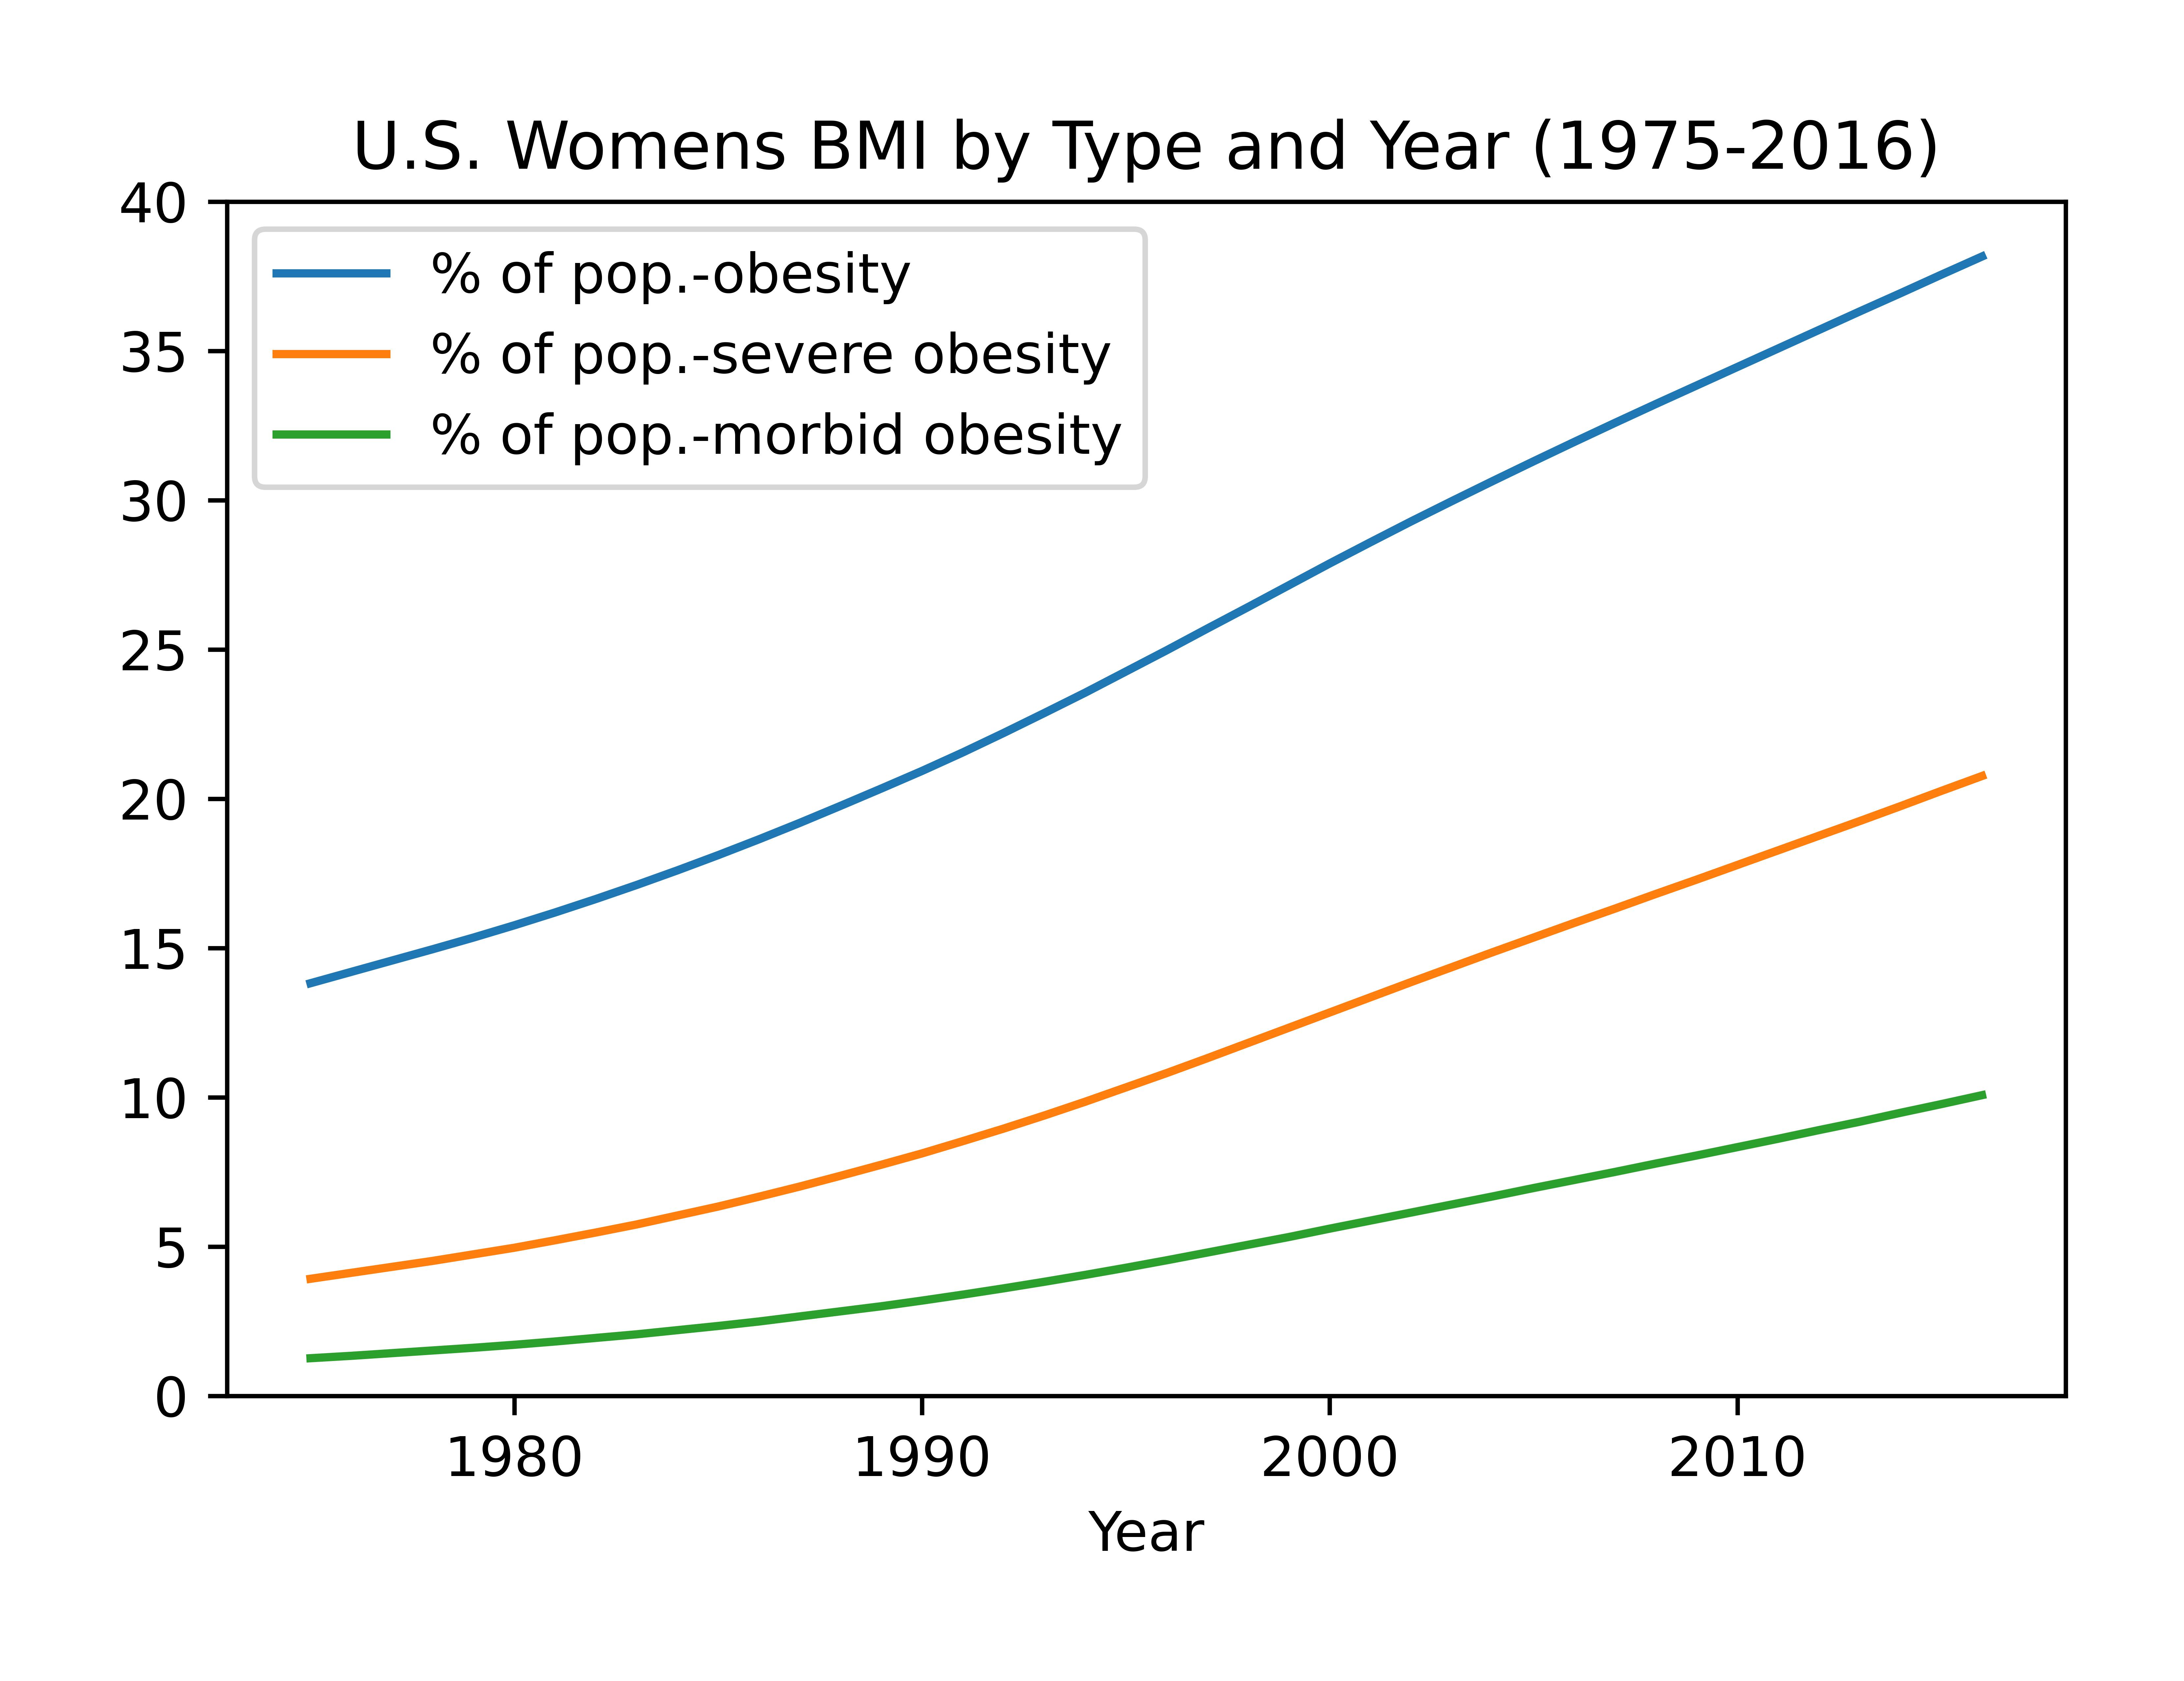 U.S. Womens BMI by Type and Year (1975-2016)
40
35
30
25
20
15
10
5
0
% of pop.-obesity
% of pop.-severe obesity
% of pop.-morbid obesity
1980 1990 2000 2010
Year